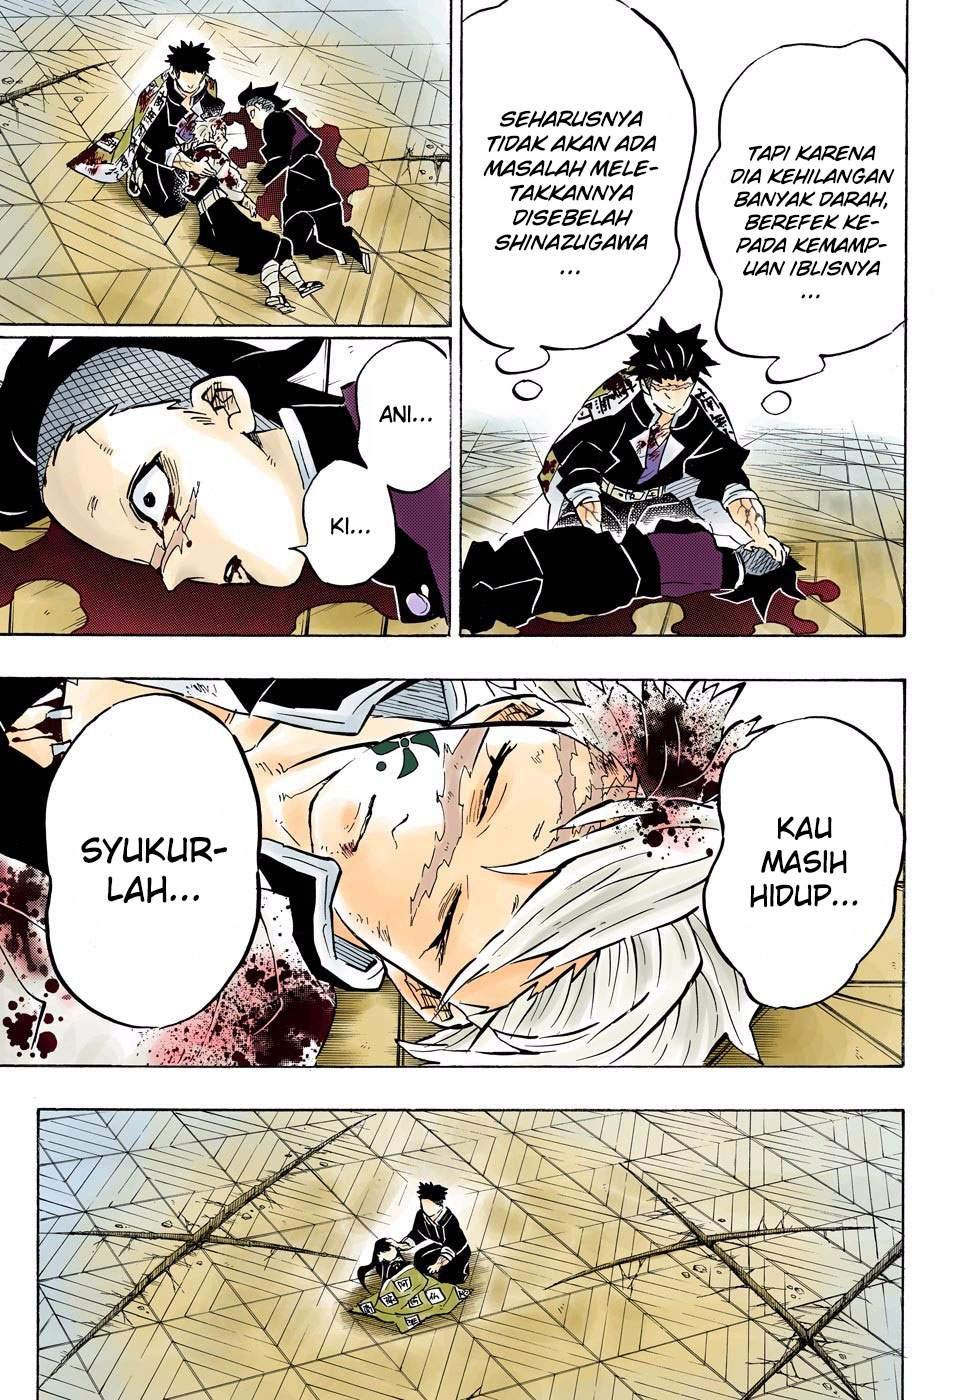 TAPI KARENA
DIA KEHILANGAN
BANYAK DARAH,
BEREFEK KE-
PADA KEMAMP-
UAN IBLISNYA
...
SEHARUSNYA
TIDAK AKAN ADA
MASALAH MELE-
TAKKANNYA
DISEBELAH
SHINAZUGAWA
...
ANI...
KI...
KAU
MASIH
HIDUP...
SYUKUR-
LAH...